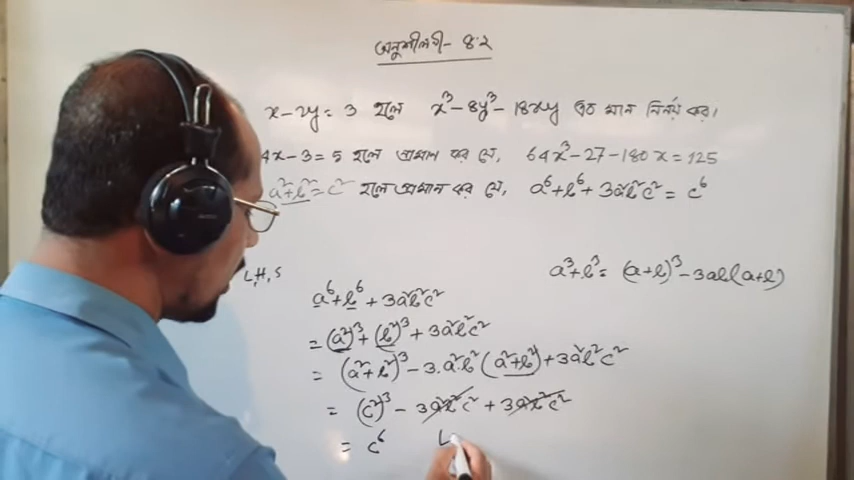 অনুশীলনী - ৪.২
x - 2y = 3 হলে x³ - 8y³ - 18xy এর মান নির্ণয় কর।
4x - 3 = 5 হলে প্রমাণ কর যে, 64x³ - 27 - 180x = 125
a² + b² = c² হলে প্রমাণ কর যে, a⁶ + b⁶ + 3a²b²c² = c⁶
a³ + b³ = (a+b)³ - 3ab(a+b)
L.H.S
a⁶ + b⁶ + 3a²b²c²
= (a²)³ + (b²)³ + 3a²b²c²
= (a² + b²)³ - 3.a².b² (a² + b²) + 3a²b²c²
= (c²)³ - 3a²b²c² + 3a²b²c²
= c⁶